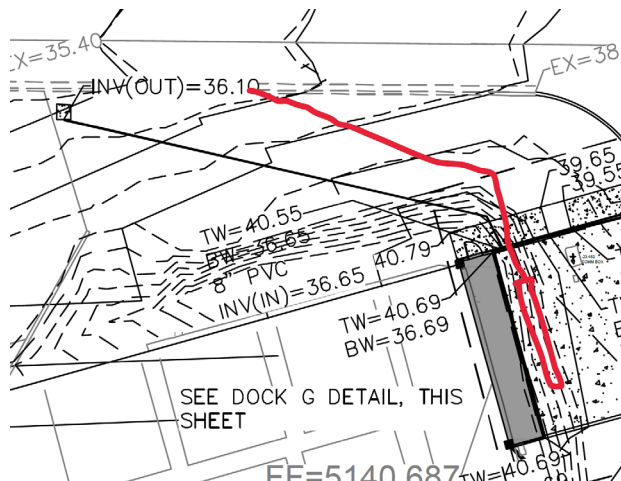 EX=35.40
EX=38
INV(OUT)=36.10
39.65
39.55
TW=40.55
BW=36.65
8" PVC
40.79
INV(IN)=36.65
TW=40.69
BW=36.69
SEE DOCK G DETAIL, THIS
SHEET
FF=5140.687
TW=40.69